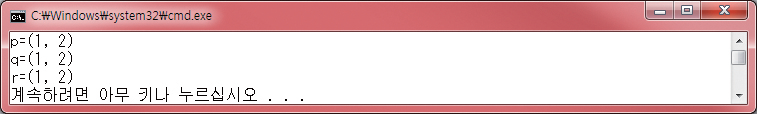 C:₩Windows₩system32₩cmd.exe
p=(1, 2)
q=(1, 2)
r=(1, 2)
계속하려면 아무 키나 누르십시오 . . .